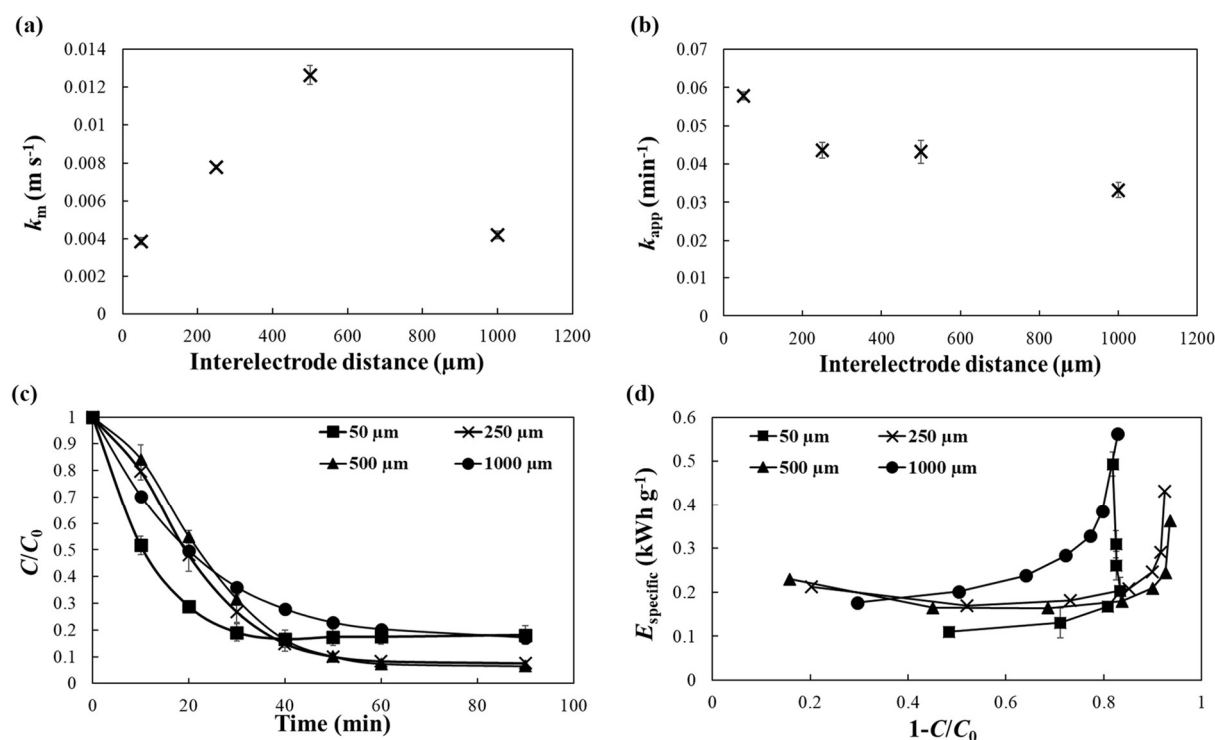 (a)
0.014
0.012
0.01
0.008
0.006
0.004
0.002
0
k_m (m s⁻¹)
0 200 400 600 800 1000 1200
Interelectrode distance (µm)
(b)
0.07
0.06
0.05
0.04
0.03
0.02
0.01
0
k_app (min⁻¹)
0 200 400 600 800 1000 1200
Interelectrode distance (µm)
(c)
1
0.9
0.8
0.7
0.6
0.5
0.4
0.3
0.2
0.1
0
C/C₀
50 µm 250 µm
500 µm 1000 µm
0 20 40 60 80 100
Time (min)
(d)
0.6
0.5
0.4
0.3
0.2
0.1
0
E_specific (kWh g⁻¹)
50 µm 250 µm
500 µm 1000 µm
0 0.2 0.4 0.6 0.8 1
1-C/C₀